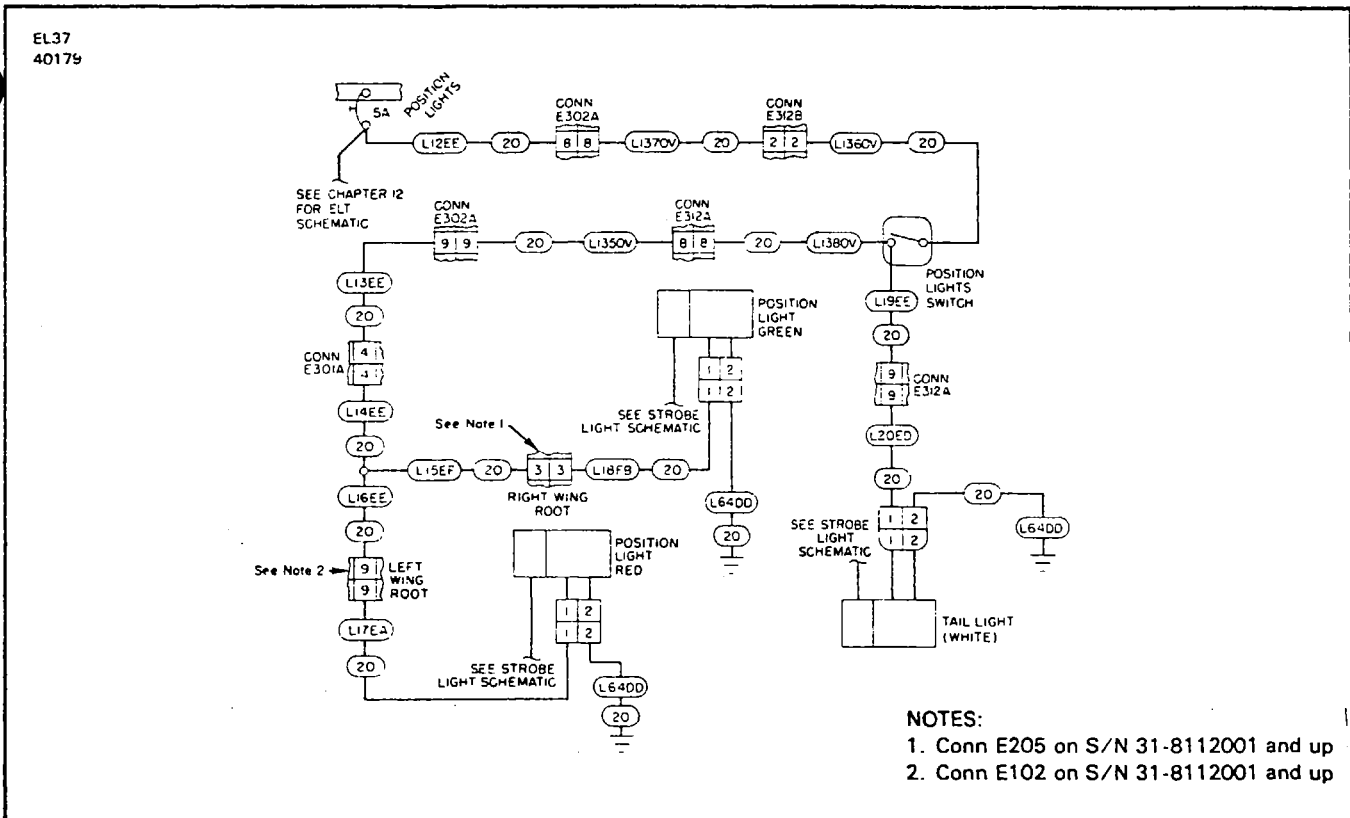 EL37
40179
5A
POSITION
LIGHTS
L12EE
20
CONN
E302A
8 8
L1370V
20
CONN
E312B
2 2
L1360V
20
SEE CHAPTER 12
FOR ELT
SCHEMATIC
CONN
E302A
9 9
20
L1350V
CONN
E312A
8 8
20
L1380V
POSITION
LIGHTS
SWITCH
L13EE
20
CONN
E301A
4
4
L14EE
20
POSITION
LIGHT
GREEN
1 2
1 2
SEE STROBE
LIGHT SCHEMATIC
L19EE
20
9
9
CONN
E312A
L20ED
20
See Note 1
L15EF
20
3 3
L18FB
20
RIGHT WING
ROOT
L64DD
20
L16EE
20
See Note 2
9
9
LEFT
WING
ROOT
L17EA
20
POSITION
LIGHT
RED
1 2
1 2
SEE STROBE
LIGHT SCHEMATIC
L64DD
20
SEE STROBE
LIGHT
SCHEMATIC
1 2
1 2
20
L64DD
TAIL LIGHT
(WHITE)
NOTES:
1. Conn E205 on S/N 31-8112001 and up
2. Conn E102 on S/N 31-8112001 and up